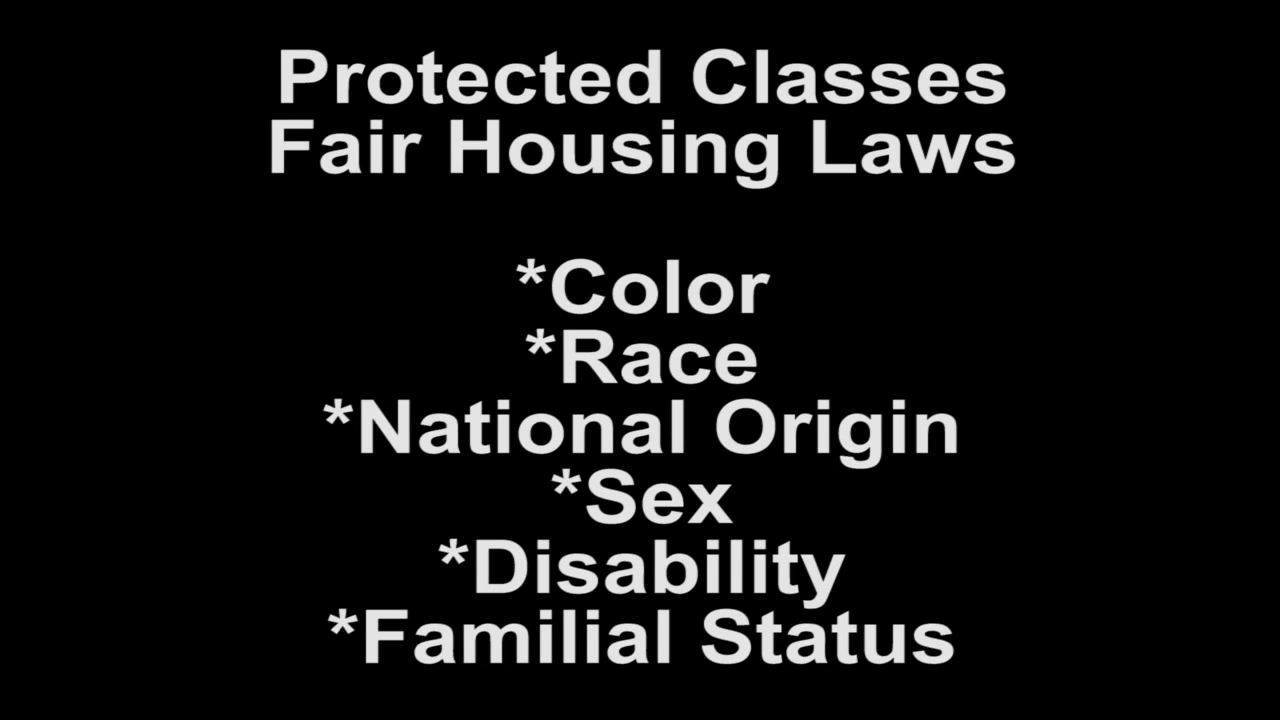 Protected Classes
Fair Housing Laws
*Color
*Race
*National Origin
*Sex
*Disability
*Familial Status